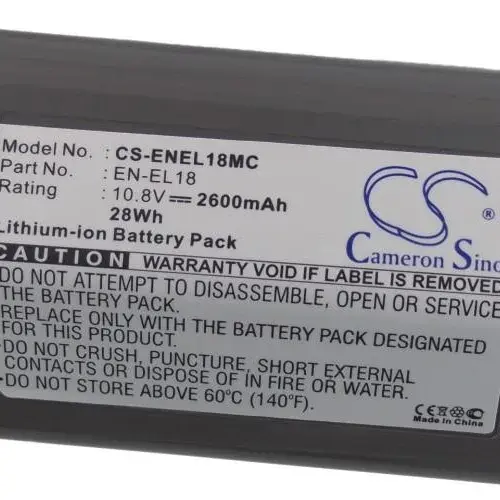 Model No. : CS-ENEL18MC
Part No. : EN-EL18
Rating : 10.8V⎓ 2600mAh
28Wh
Lithium-ion Battery Pack
CS
Cameron Sino
CAUTION WARRANTY VOID IF LABEL IS REMOVED
DO NOT ATTEMPT TO DISASSEMBLE, OPEN OR SERVICE
BATTERY PACK.
REPLACE WITH THE BATTERY PACK DESIGNATED
FOR THIS PRODUCT.
DO NOT CRUSH, PUNCTURE, SHORT EXTERNAL
CONTACTS OR DISPOSE OF IN FIRE OR WATER.
DO NOT STORE ABOVE 60℃ (140℉).
CE
Made in China